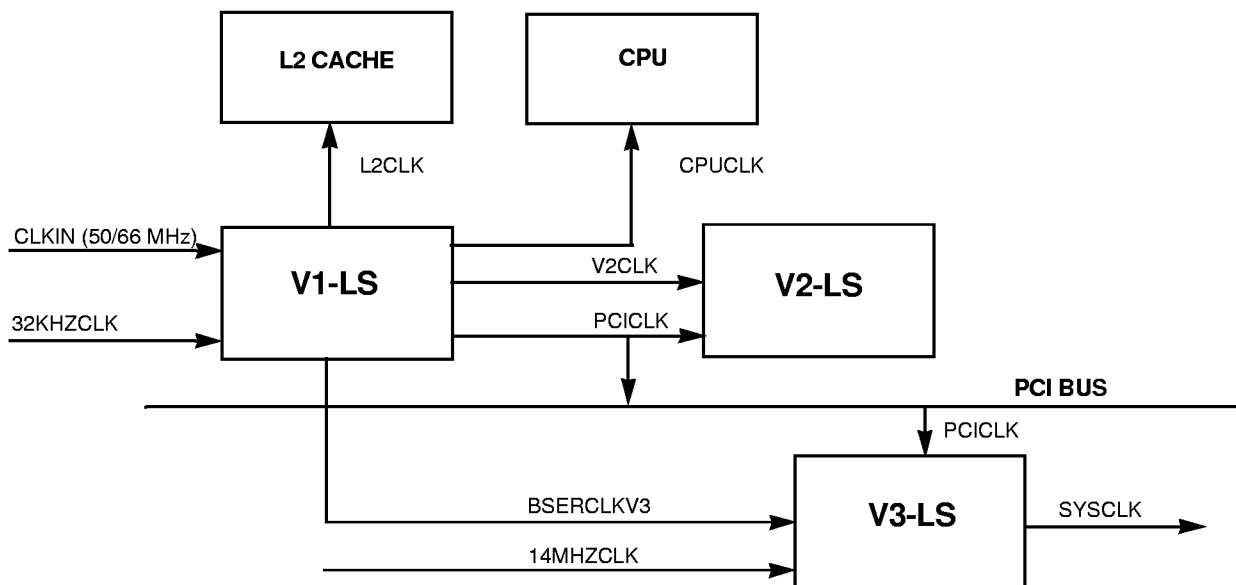 L2 CACHE
CPU
L2CLK
CPUCLK
CLKIN (50/66 MHz)
V1-LS
V2CLK
V2-LS
32KHZCLK
PCICLK
PCI BUS
PCICLK
BSERCLKV3
V3-LS
SYSCLK
14MHZCLK